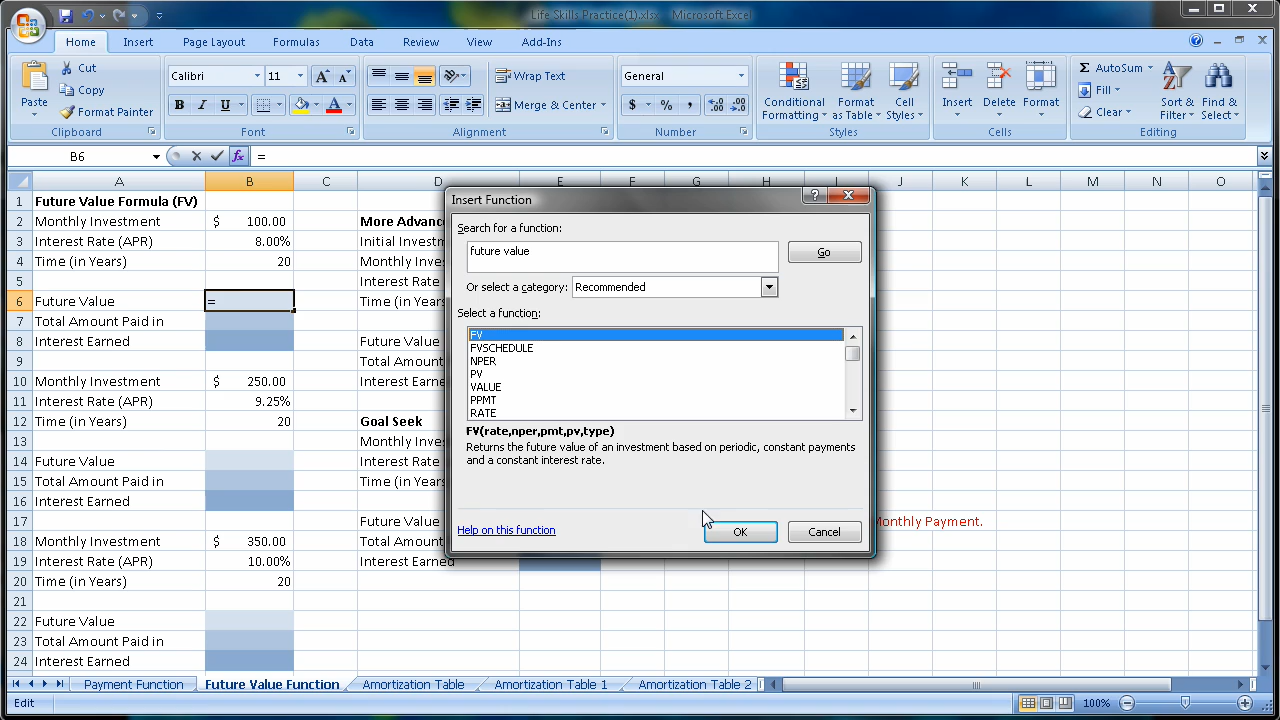 Life Skills Practice(1).xlsx - Microsoft Excel
Home Insert Page Layout Formulas Data Review View Add-Ins
Paste
Cut
Copy
Format Painter
Clipboard
Calibri 11
B I U
Font
Wrap Text
Merge & Center
Alignment
General
$ % ,
Number
Conditional Formatting
Format as Table
Cell Styles
Styles
Insert Delete Format
Cells
Σ AutoSum
Fill
Clear
Sort & Filter
Find & Select
Editing
B6 =
A B C D E F G H I J K L M N O
1 Future Value Formula (FV)
2 Monthly Investment $ 100.00 More Advanc
3 Interest Rate (APR) 8.00% Initial Investm
4 Time (in Years) 20 Monthly Inves
5 Interest Rate (
6 Future Value = Time (in Years
7 Total Amount Paid in
8 Interest Earned Future Value
9 Total Amount
10 Monthly Investment $ 250.00 Interest Earned
11 Interest Rate (APR) 9.25%
12 Time (in Years) 20 Goal Seek
13 Monthly Inves
14 Future Value Interest Rate
15 Total Amount Paid in Time (in Years)
16 Interest Earned
17 Future Value Monthly Payment.
18 Monthly Investment $ 350.00 Total Amount
19 Interest Rate (APR) 10.00% Interest Earned
20 Time (in Years) 20
21
22 Future Value
23 Total Amount Paid in
24 Interest Earned
Insert Function
Search for a function:
future value
Go
Or select a category: Recommended
Select a function:
FV
FVSCHEDULE
NPER
PV
VALUE
PPMT
RATE
FV(rate,nper,pmt,pv,type)
Returns the future value of an investment based on periodic, constant payments
and a constant interest rate.
Help on this function
OK Cancel
Payment Function Future Value Function Amortization Table Amortization Table 1 Amortization Table 2
Edit 100%